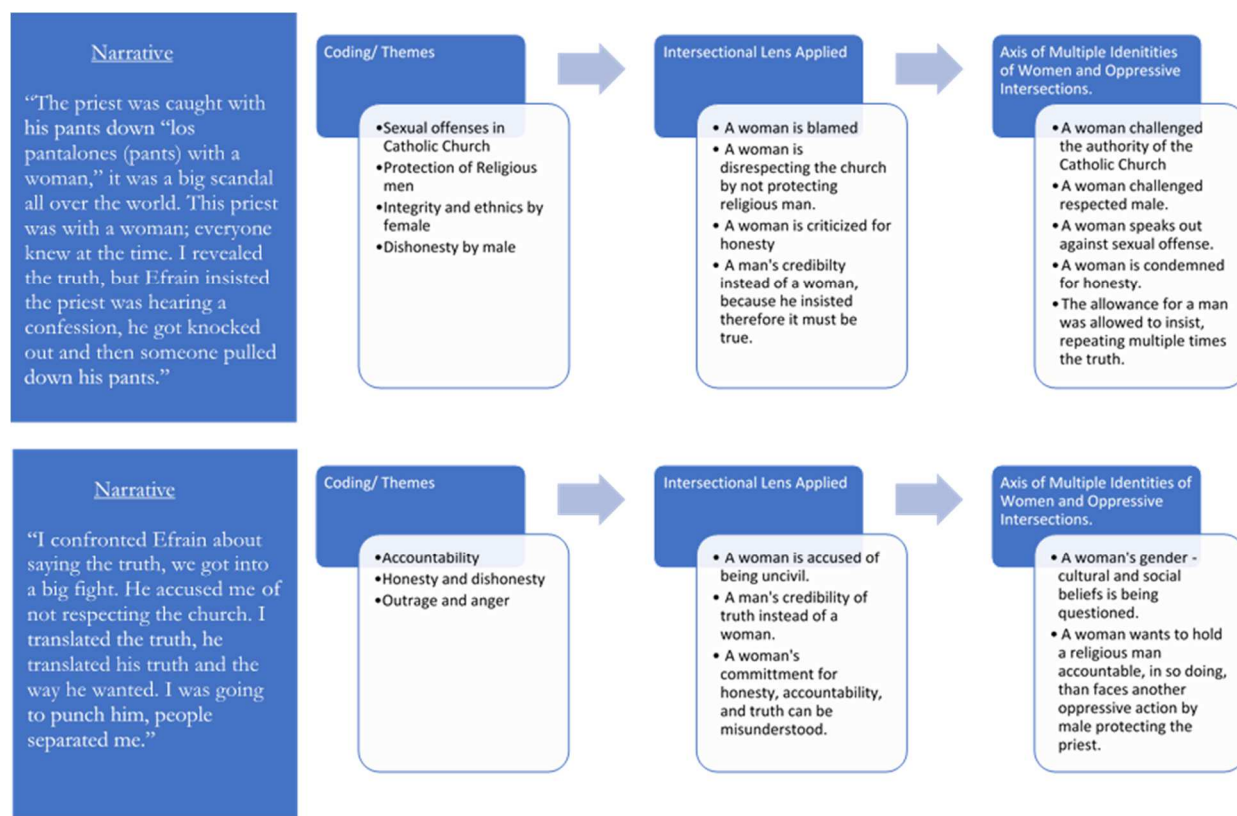 Narrative
“The priest was caught with
his pants down “los
pantalones (pants) with a
woman,” it was a big scandal
all over the world. This priest
was with a woman; everyone
knew at the time. I revealed
the truth, but Efrain insisted
the priest was hearing a
confession, he got knocked
out and then someone pulled
down his pants.”
Coding/ Themes
•Sexual offenses in
Catholic Church
•Protection of Religious
men
•Integrity and ethnics by
female
•Dishonesty by male
Intersectional Lens Applied
• A woman is blamed
• A woman is
disrespecting the church
by not protecting
religious man.
• A woman is criticized for
honesty
• A man's credibilty
instead of a woman,
because he insisted
therefore it must be
true.
Axis of Multiple Identitities
of Women and Oppressive
Intersections.
• A woman challenged
the authority of the
Catholic Church
• A woman challenged
respected male.
• A woman speaks out
against sexual offense.
• A woman is condemned
for honesty.
• The allowance for a man
was allowed to insist,
repeating multiple times
the truth.
Narrative
“I confronted Efrain about
saying the truth, we got into
a big fight. He accused me of
not respecting the church. I
translated the truth, he
translated his truth and the
way he wanted. I was going
to punch him, people
separated me.”
Coding/ Themes
•Accountability
•Honesty and dishonesty
•Outrage and anger
Intersectional Lens Applied
• A woman is accused of
being uncivil.
• A man's credibility of
truth instead of a
woman.
• A woman's
committment for
honesty, accountability,
and truth can be
misunderstood.
Axis of Multiple Identities of
Women and Oppressive
Intersections.
• A woman's gender -
cultural and social
beliefs is being
questioned.
• A woman wants to hold
a religious man
accountable, in so doing,
than faces another
oppressive action by
male protecting the
priest.